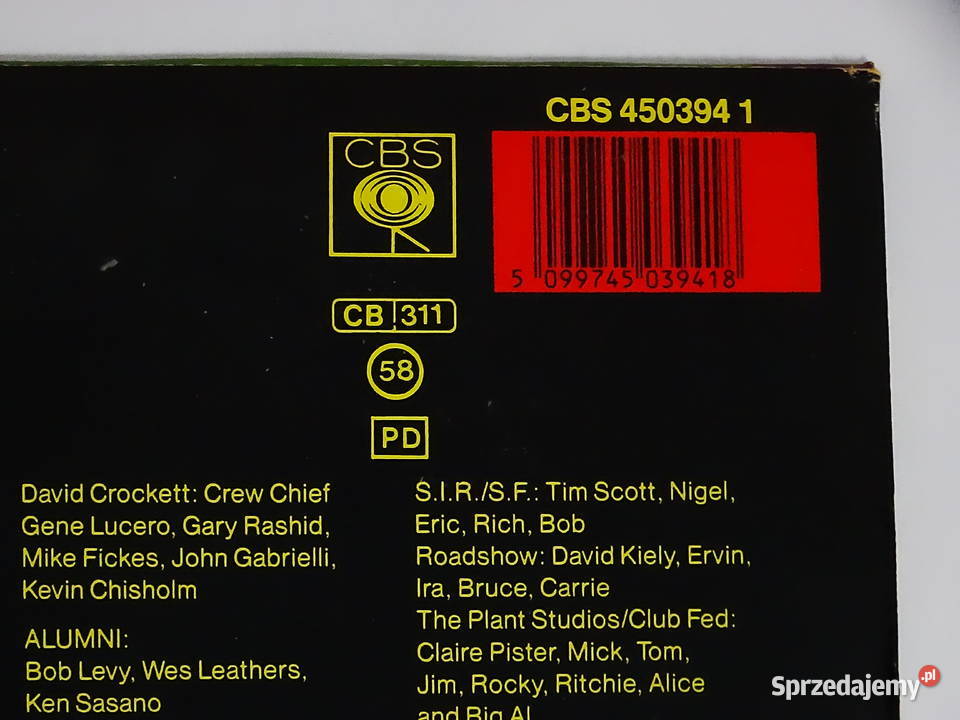 CBS 450394 1
CBS
5 099745 039418
CB 311
58
PD
David Crockett: Crew Chief
Gene Lucero, Gary Rashid,
Mike Fickes, John Gabrielli,
Kevin Chisholm
ALUMNI:
Bob Levy, Wes Leathers,
Ken Sasano
S.I.R./S.F.: Tim Scott, Nigel,
Eric, Rich, Bob
Roadshow: David Kiely, Ervin,
Ira, Bruce, Carrie
The Plant Studios/Club Fed:
Claire Pister, Mick, Tom,
Jim, Rocky, Ritchie, Alice
and Big Al
Sprzedajemy.pl